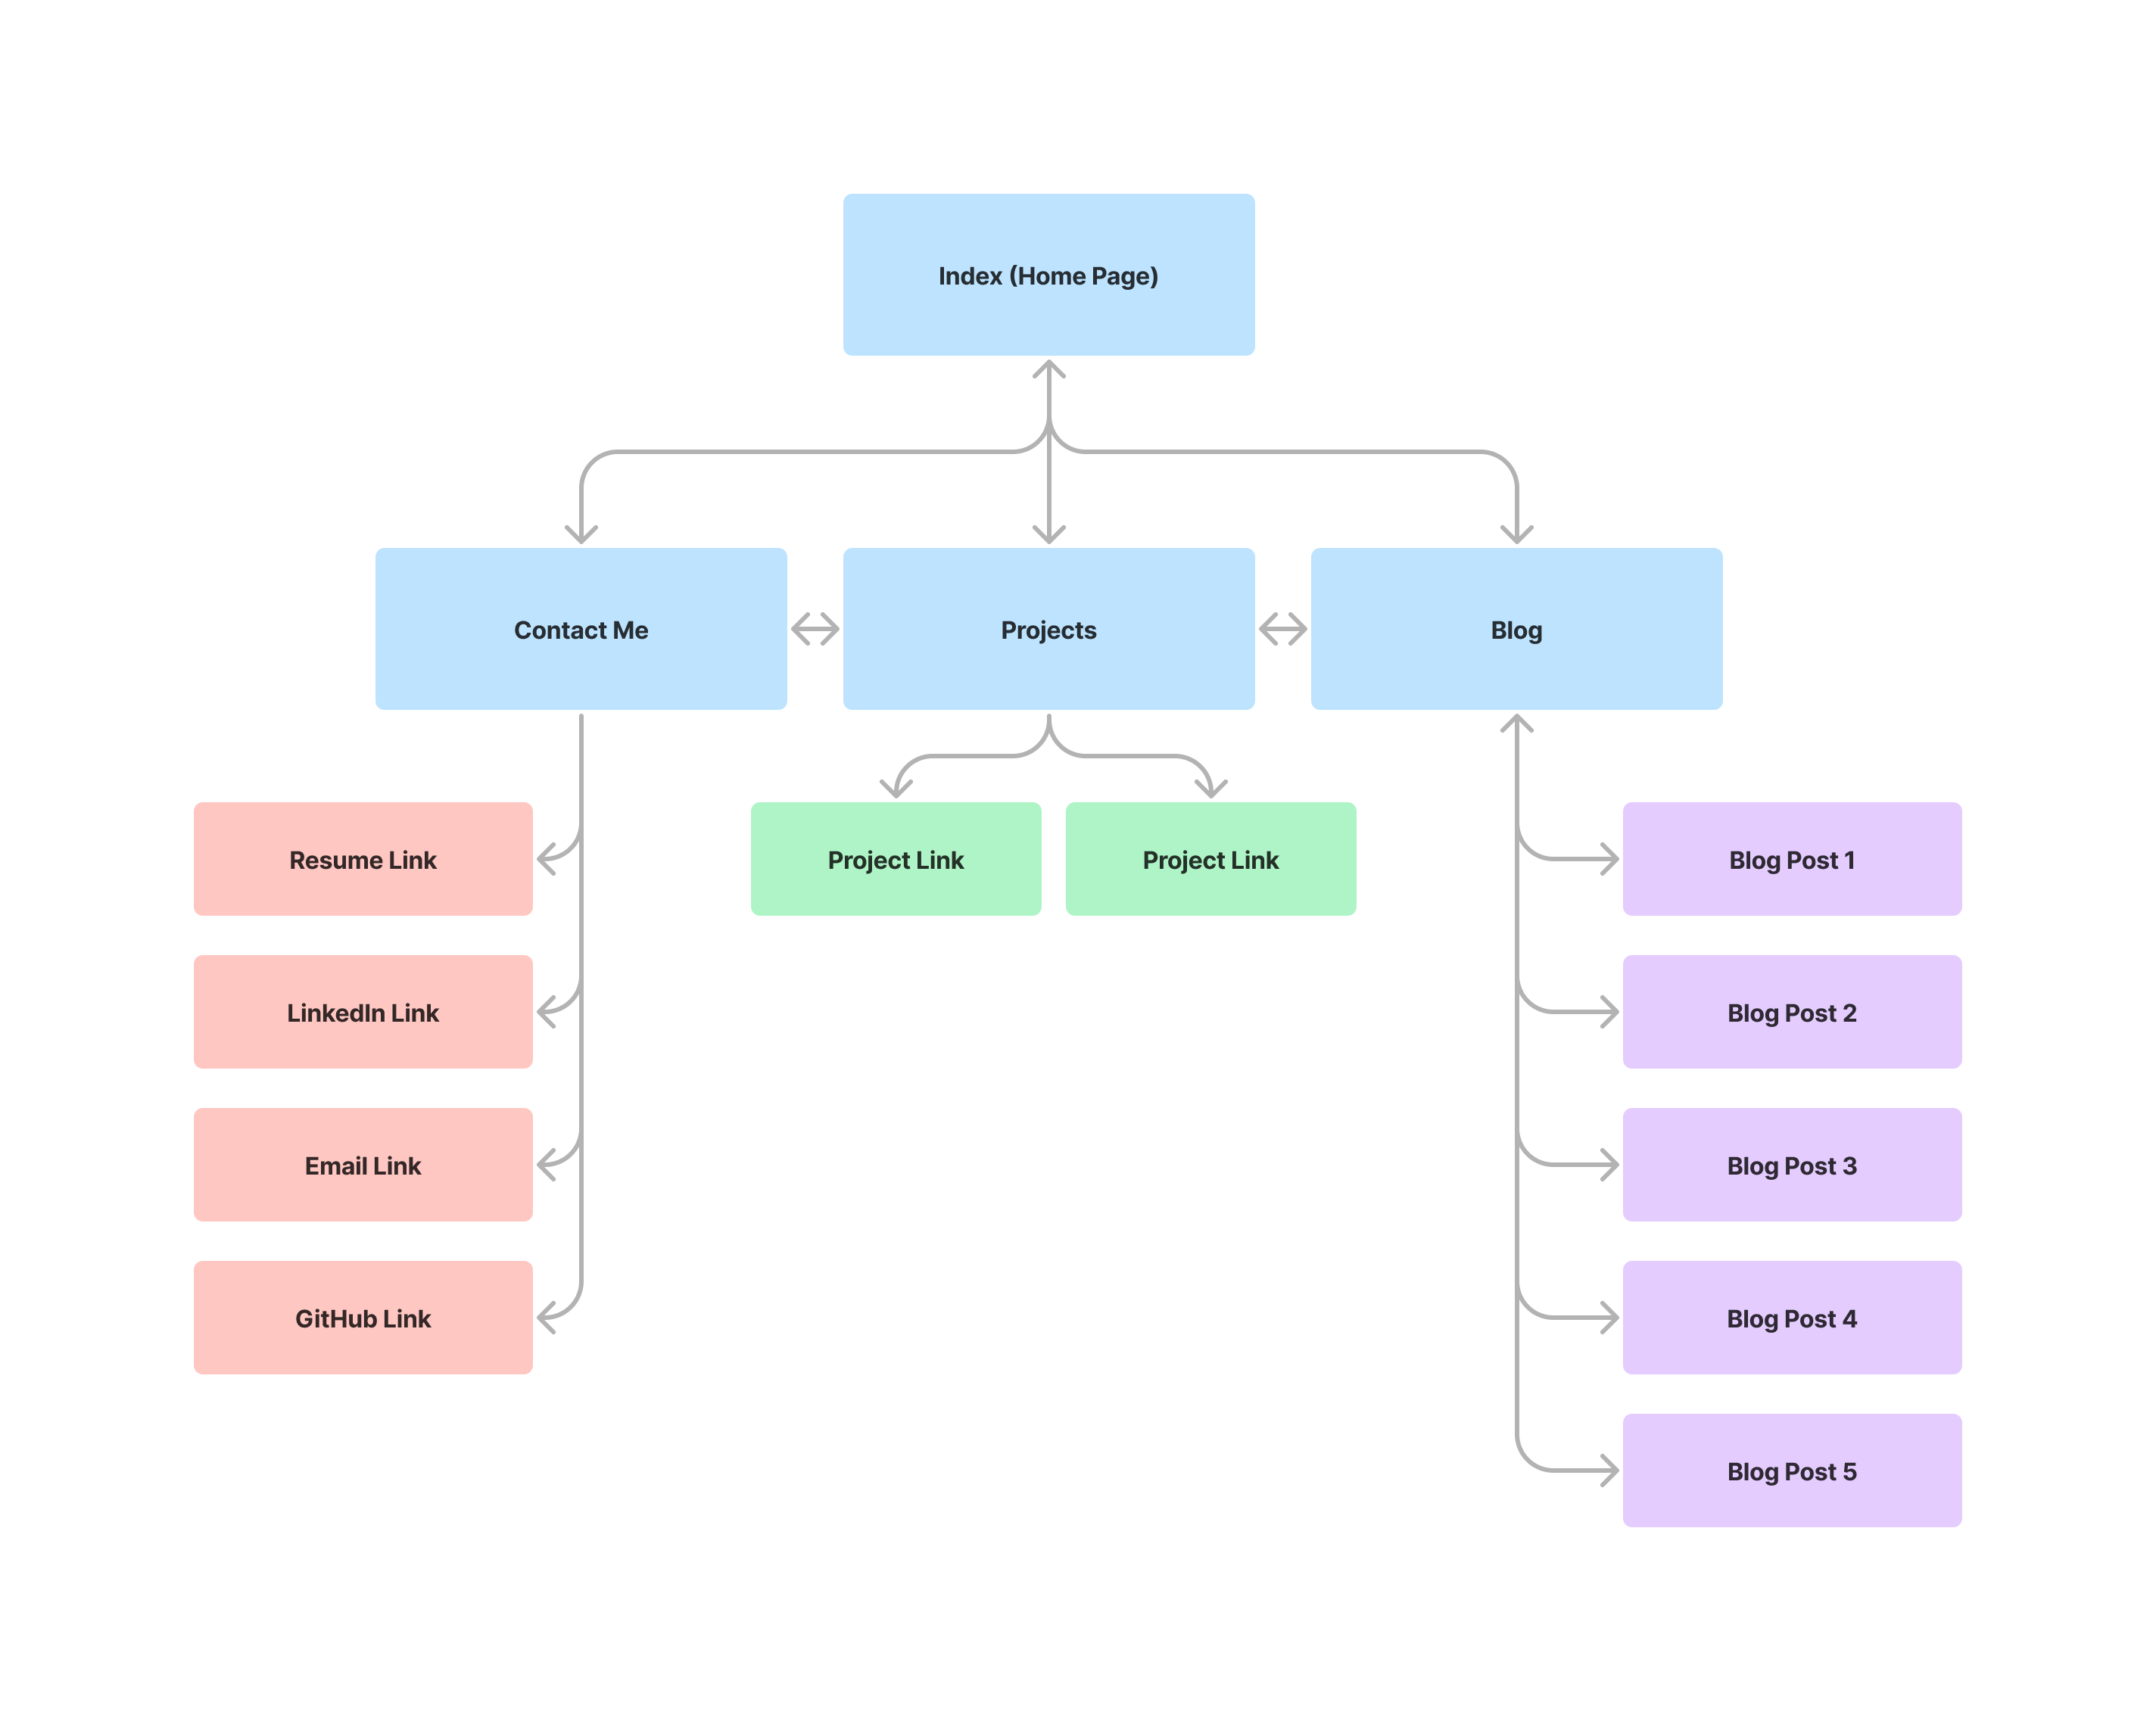 Index (Home Page)
Contact Me
Projects
Blog
Resume Link
Project Link
Project Link
Blog Post 1
LinkedIn Link
Blog Post 2
Email Link
Blog Post 3
GitHub Link
Blog Post 4
Blog Post 5